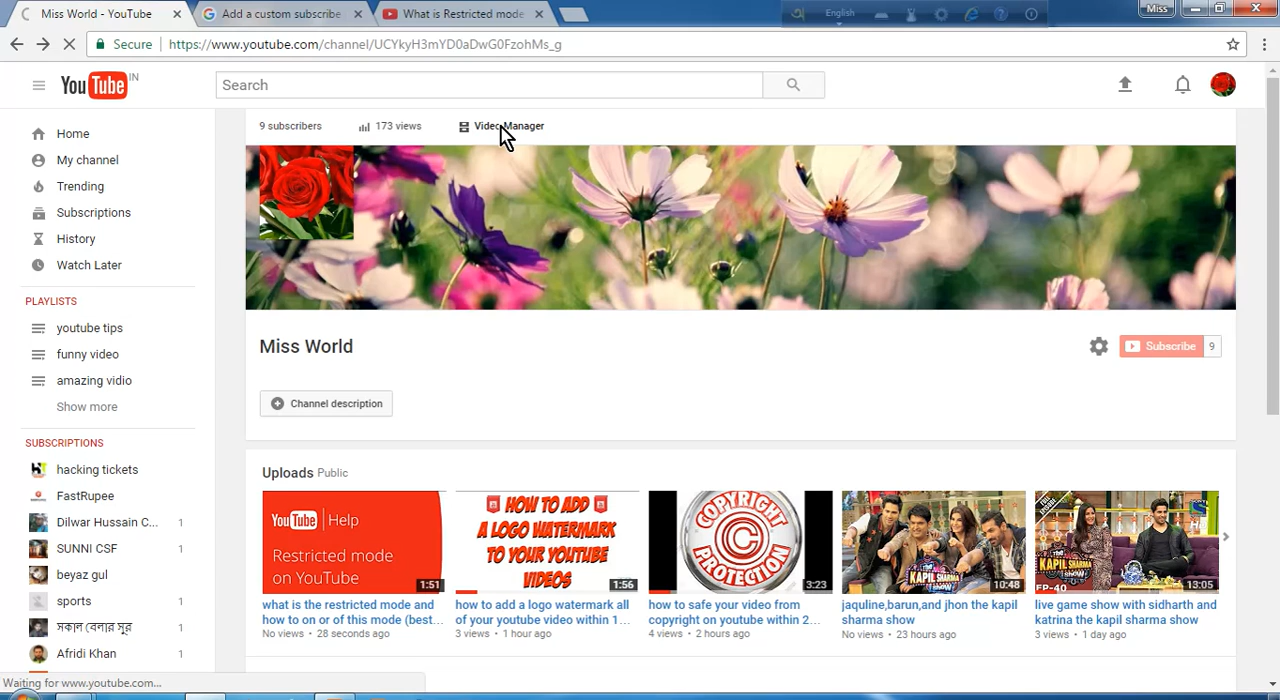 Miss World - YouTube
Add a custom subscribe
What is Restricted mode
English
Miss
Secure
https://www.youtube.com/channel/UCYkyH3mYD0aDwG0FzohMs_g
YouTube IN
Search
9 subscribers
173 views
Video Manager
Home
My channel
Trending
Subscriptions
History
Watch Later
PLAYLISTS
youtube tips
funny video
amazing vidio
Show more
SUBSCRIPTIONS
hacking tickets
FastRupee
Dilwar Hussain C... 1
SUNNI CSF 1
beyaz gul
sports 1
সকাল বেলার সুর 1
Afridi Khan 1
Miss World
Subscribe 9
Channel description
Uploads Public
YouTube Help
Restricted mode
on YouTube
1:51
what is the restricted mode and
how to on or of this mode (best...
No views • 28 seconds ago
HOW TO ADD
A LOGO WATERMARK
TO YOUR YOUTUBE
VIDEOS
1:56
how to add a logo watermark all
of your youtube video within 1...
3 views • 1 hour ago
COPYRIGHT
C
PROTECTION
3:23
how to safe your video from
copyright on youtube within 2...
4 views • 2 hours ago
THE
KAPIL SHARMA
10:48
jaquline,barun,and jhon the kapil
sharma show
No views • 23 hours ago
THE
KAPIL SHARMA
EP-40
13:05
live game show with sidharth and
katrina the kapil sharma show
3 views • 1 day ago
Waiting for www.youtube.com...